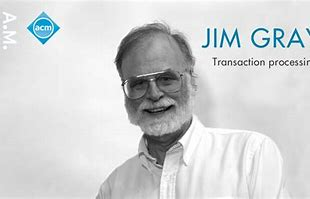 A.M.
acm
JIM GRAY
Transaction processin